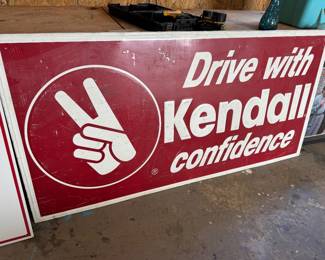 Drive with
Kendall
confidence
®